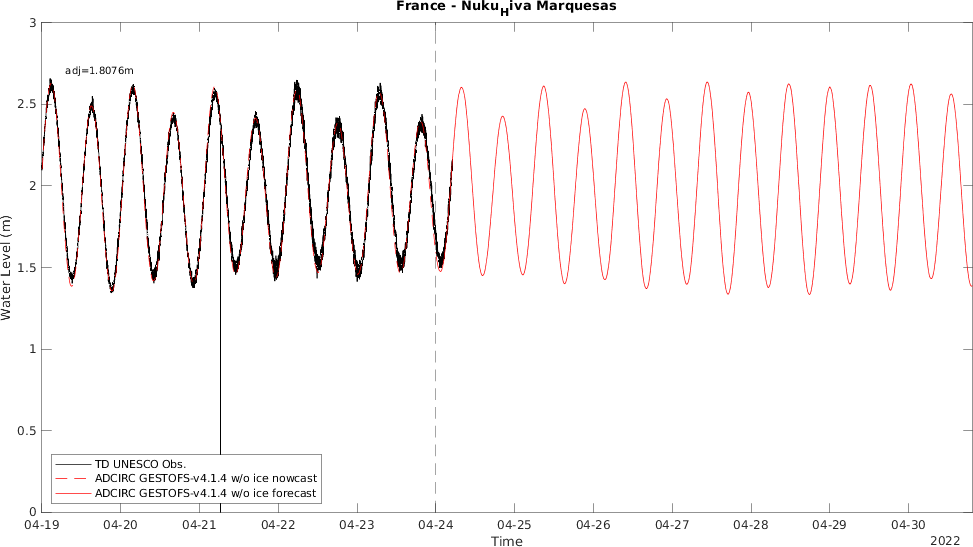 France - Nuku_Hiva Marquesas
3
adj=1.8076m
2.5
2
1.5
1
0.5
0
Water Level (m)
TD UNESCO Obs.
ADCIRC GESTOFS-v4.1.4 w/o ice nowcast
ADCIRC GESTOFS-v4.1.4 w/o ice forecast
04-19 04-20 04-21 04-22 04-23 04-24 04-25 04-26 04-27 04-28 04-29 04-30
Time
2022